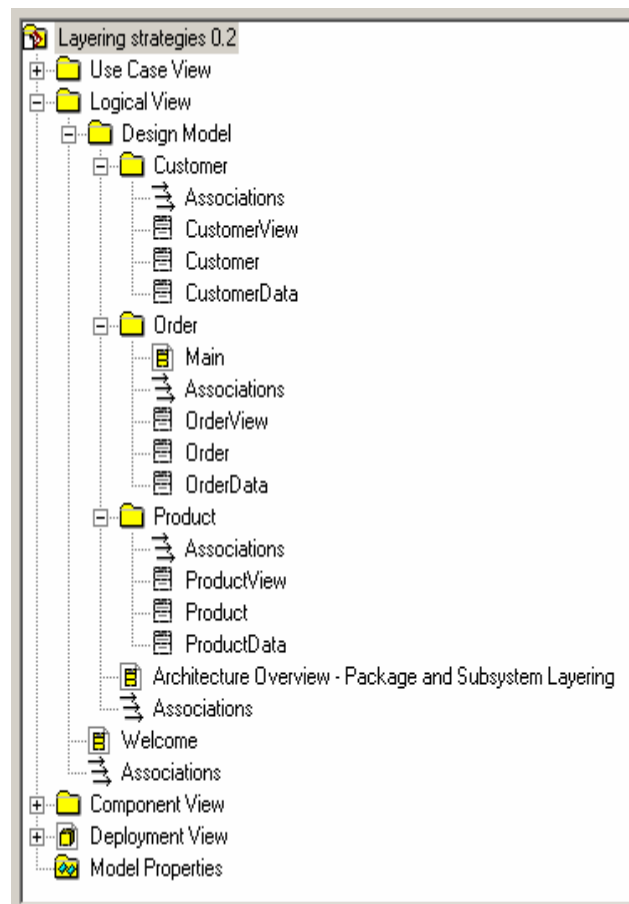 Layering strategies 0.2
Use Case View
Logical View
Design Model
Customer
Associations
CustomerView
Customer
CustomerData
Order
Main
Associations
OrderView
Order
OrderData
Product
Associations
ProductView
Product
ProductData
Architecture Overview - Package and Subsystem Layering
Associations
Welcome
Associations
Component View
Deployment View
Model Properties